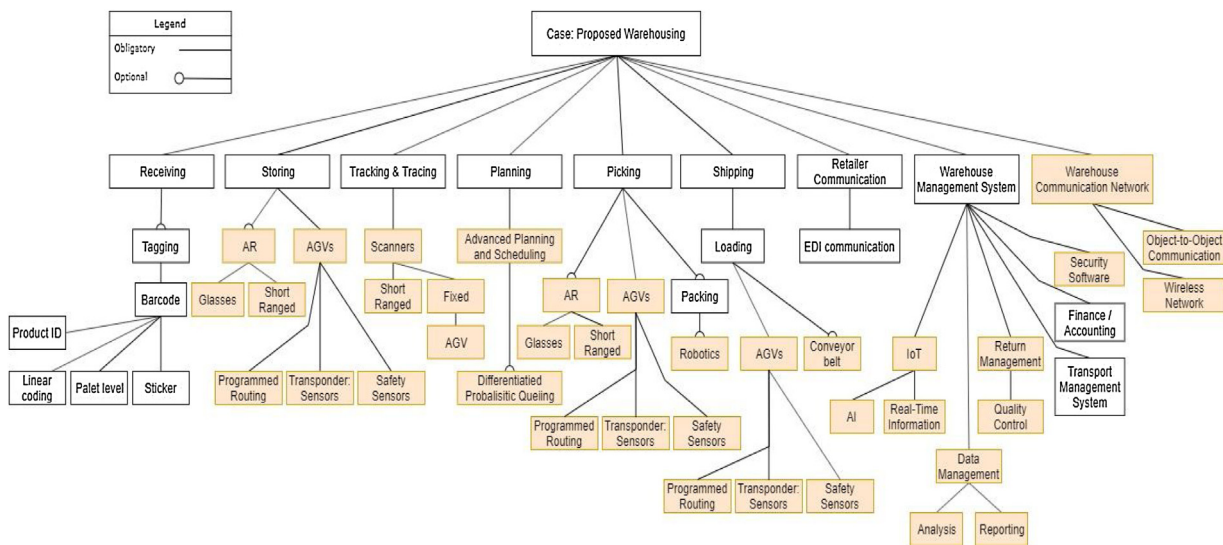 Legend
Obligatory
Optional
Case: Proposed Warehousing
Receiving
Storing
Tracking & Tracing
Planning
Picking
Shipping
Retailer
Communication
Warehouse
Management System
Warehouse
Communication Network
Tagging
AR
AGVs
Scanners
Advanced Planning
and Scheduling
Loading
EDI communication
Object-to-Object
Communication
Security
Software
Barcode
Glasses
Short
Ranged
Short
Ranged
Fixed
AR
AGVs
Packing
Wireless
Network
Product ID
AGV
Glasses
Short
Ranged
Robotics
AGVs
Conveyor
belt
IoT
Return
Management
Finance /
Accounting
Linear
coding
Palet level
Sticker
Programmed
Routing
Transponder:
Sensors
Safety
Sensors
Differentiatied
Probalisitic Queiing
AI
Real-Time
Information
Quality
Control
Transport
Management
System
Programmed
Routing
Transponder:
Sensors
Safety
Sensors
Data
Management
Programmed
Routing
Transponder:
Sensors
Safety
Sensors
Analysis
Reporting